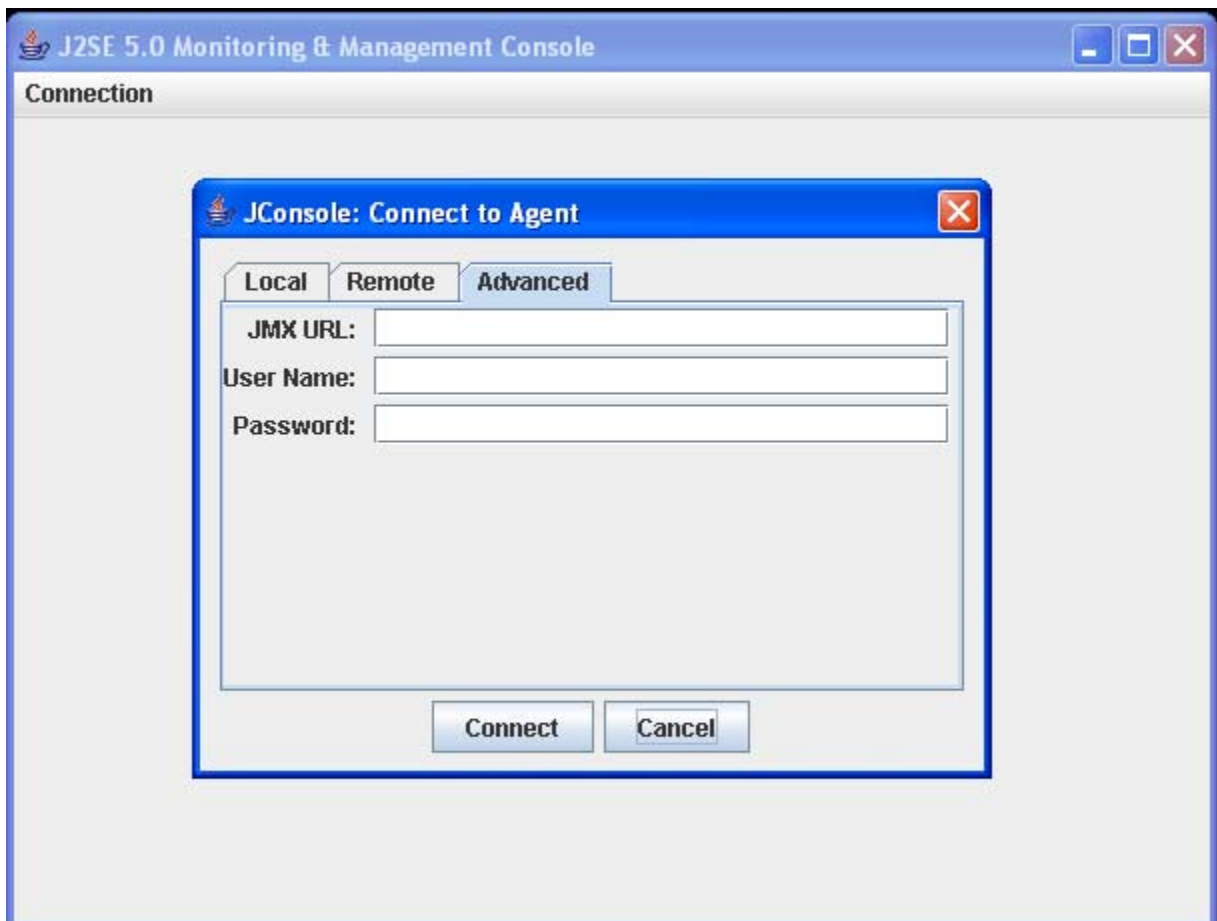 J2SE 5.0 Monitoring & Management Console
Connection
JConsole: Connect to Agent
Local Remote Advanced
JMX URL:
User Name:
Password:
Connect Cancel